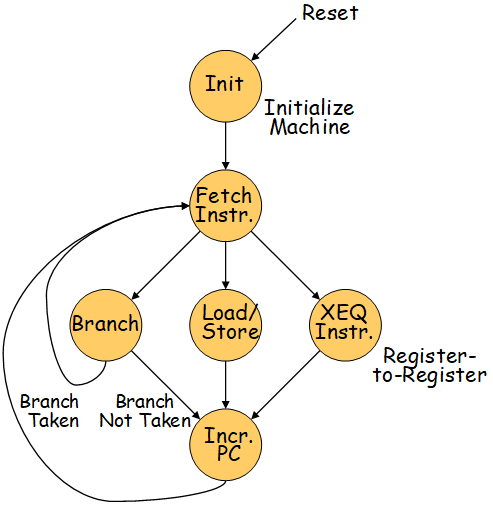 Reset
Init
Initialize
Machine
Fetch
Instr.
Branch
Load/
Store
XEQ
Instr.
Register-
to-Register
Branch
Taken
Branch
Not Taken
Incr.
PC